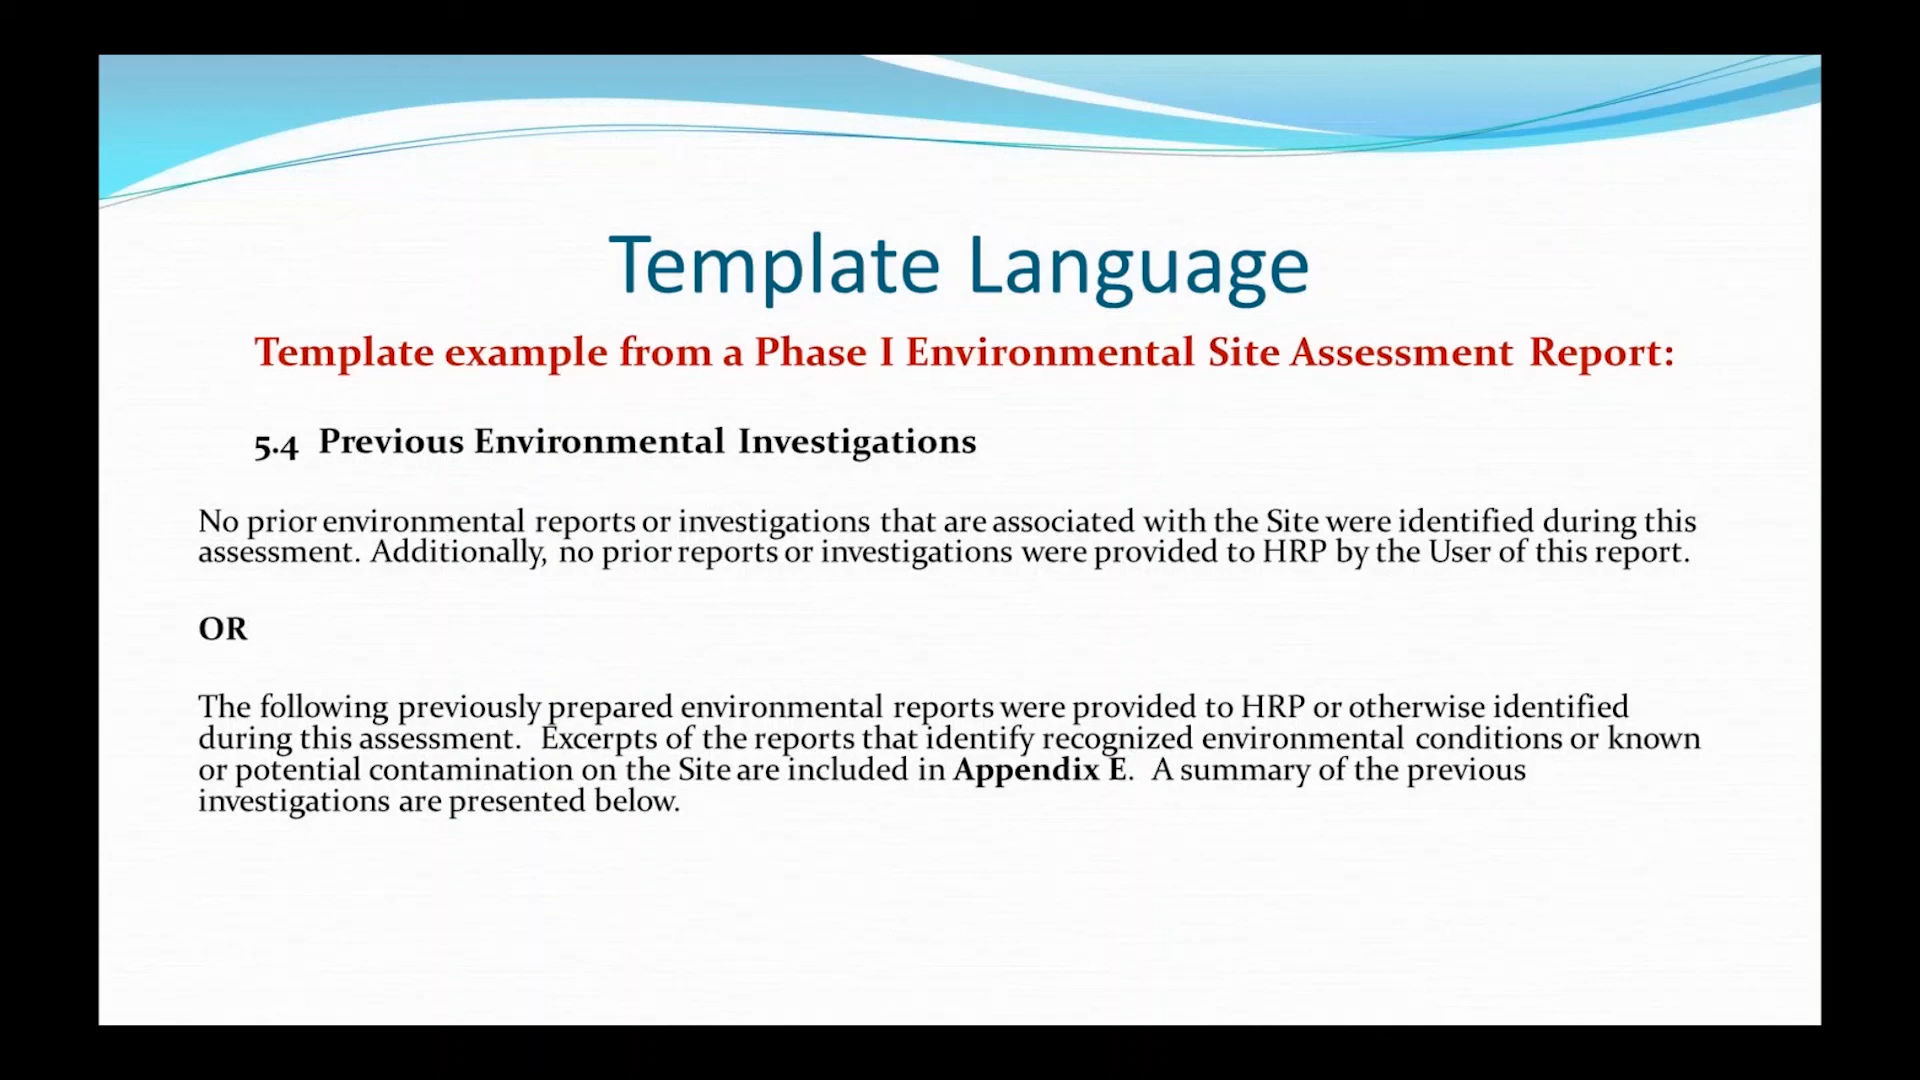 Template Language
Template example from a Phase I Environmental Site Assessment Report:
5.4 Previous Environmental Investigations
No prior environmental reports or investigations that are associated with the Site were identified during this
assessment. Additionally, no prior reports or investigations were provided to HRP by the User of this report.
OR
The following previously prepared environmental reports were provided to HRP or otherwise identified
during this assessment. Excerpts of the reports that identify recognized environmental conditions or known
or potential contamination on the Site are included in Appendix E. A summary of the previous
investigations are presented below.